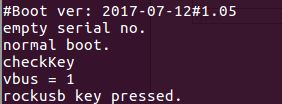 #Boot ver: 2017-07-12#1.05
empty serial no.
normal boot.
checkKey
vbus = 1
rockusb key pressed.